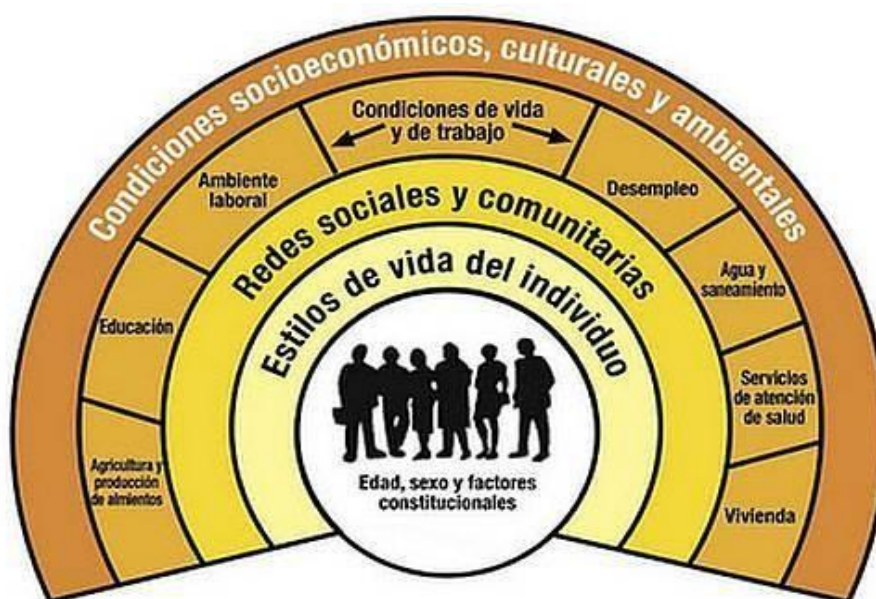 Condiciones socioeconómicos, culturales y ambientales
Condiciones de vida
y de trabajo
Ambiente
laboral
Desempleo
Redes sociales y comunitarias
Agua y
saneamiento
Estilos de vida del individuo
Educación
Servicios
de atención
de salud
Agricultura y
producción
de almientos
Edad, sexo y factores
constitucionales
Vivienda